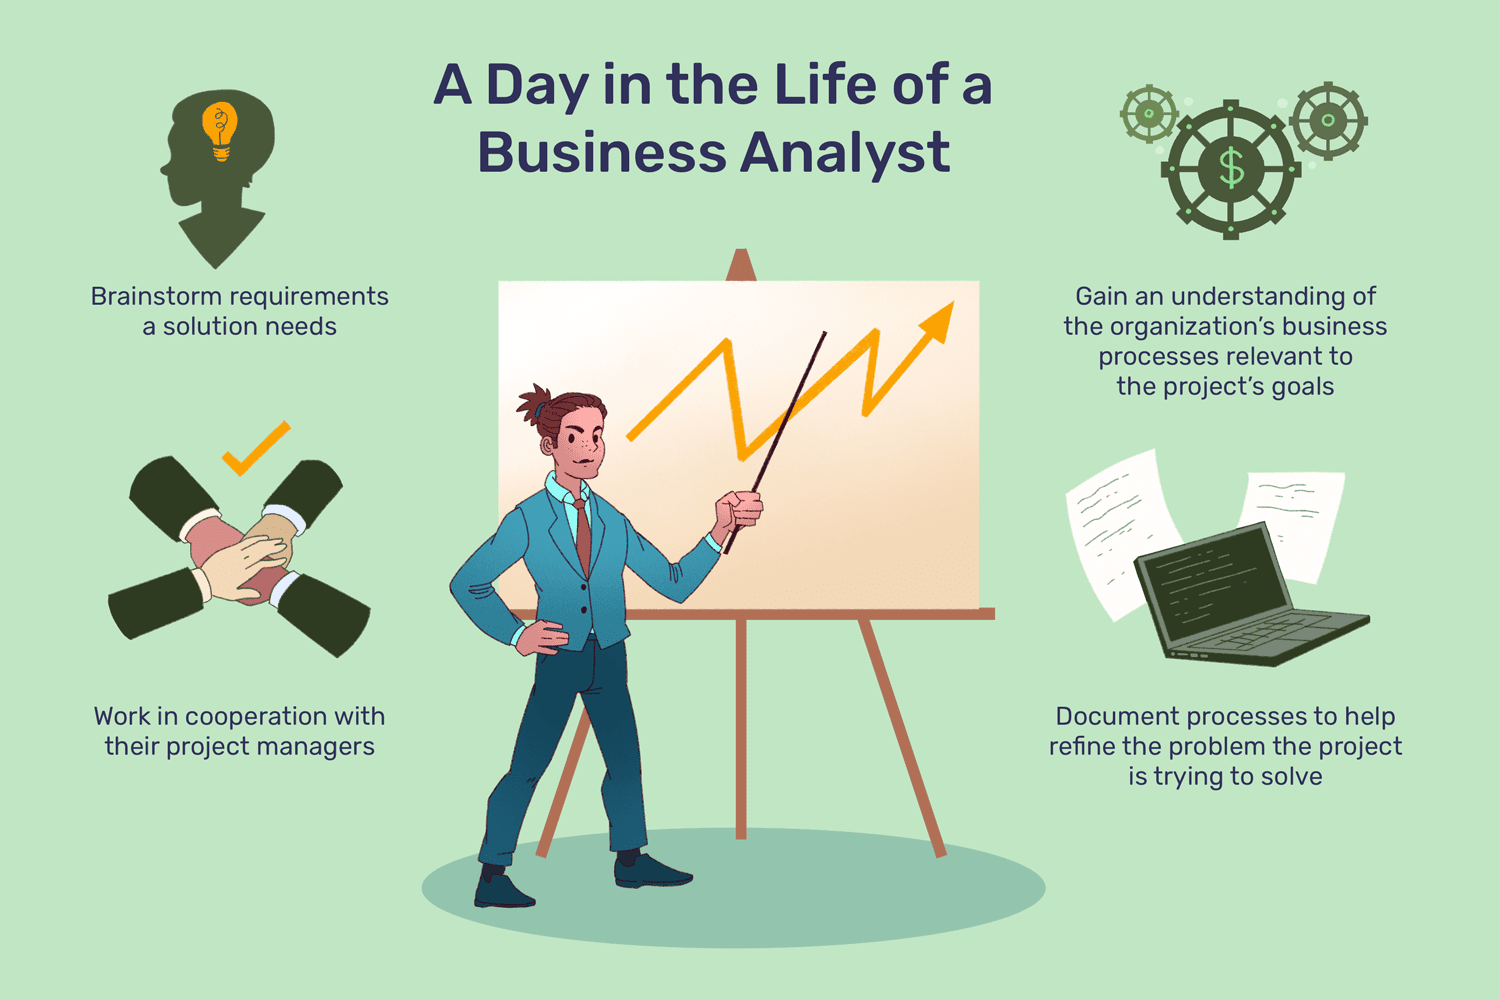 A Day in the Life of a
Business Analyst
Brainstorm requirements
a solution needs
$
Gain an understanding of
the organization’s business
processes relevant to
the project’s goals
Work in cooperation with
their project managers
Document processes to help
refine the problem the project
is trying to solve